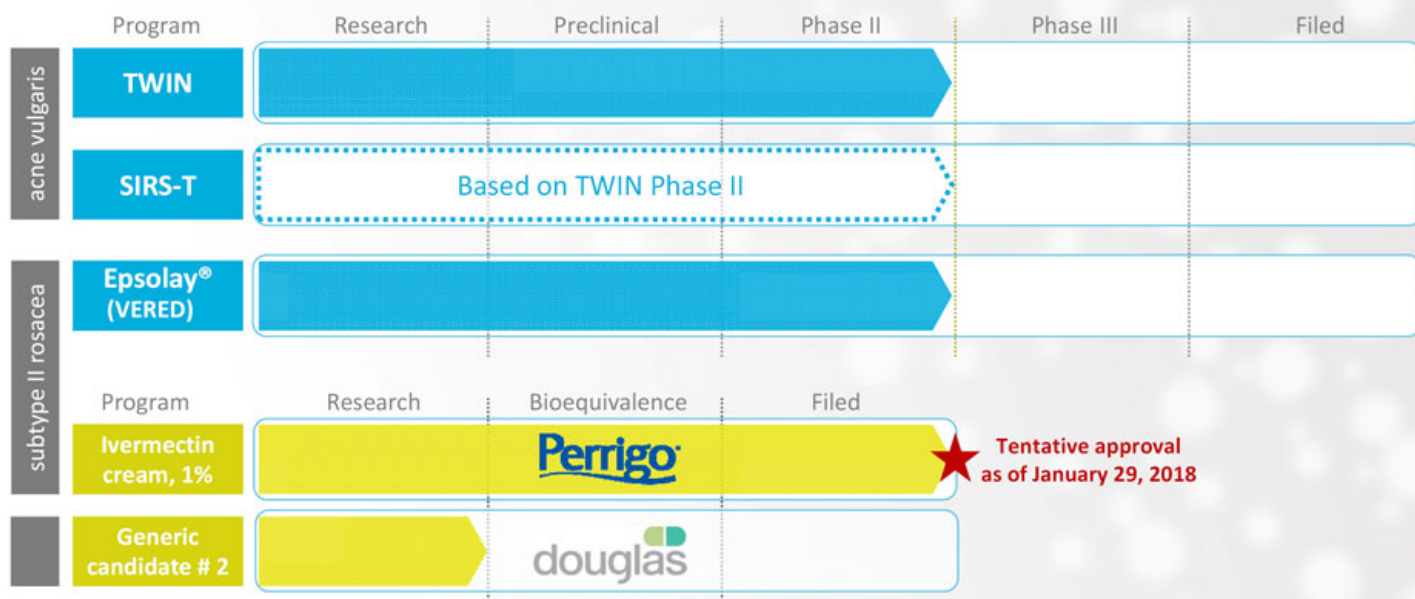 Program Research Preclinical Phase II Phase III Filed
acne vulgaris
TWIN
SIRS-T
Based on TWIN Phase II
subtype II rosacea
Epsolay®
(VERED)
Program Research Bioequivalence Filed
Ivermectin
cream, 1%
Perrigo
Tentative approval
as of January 29, 2018
Generic
candidate # 2
douglas